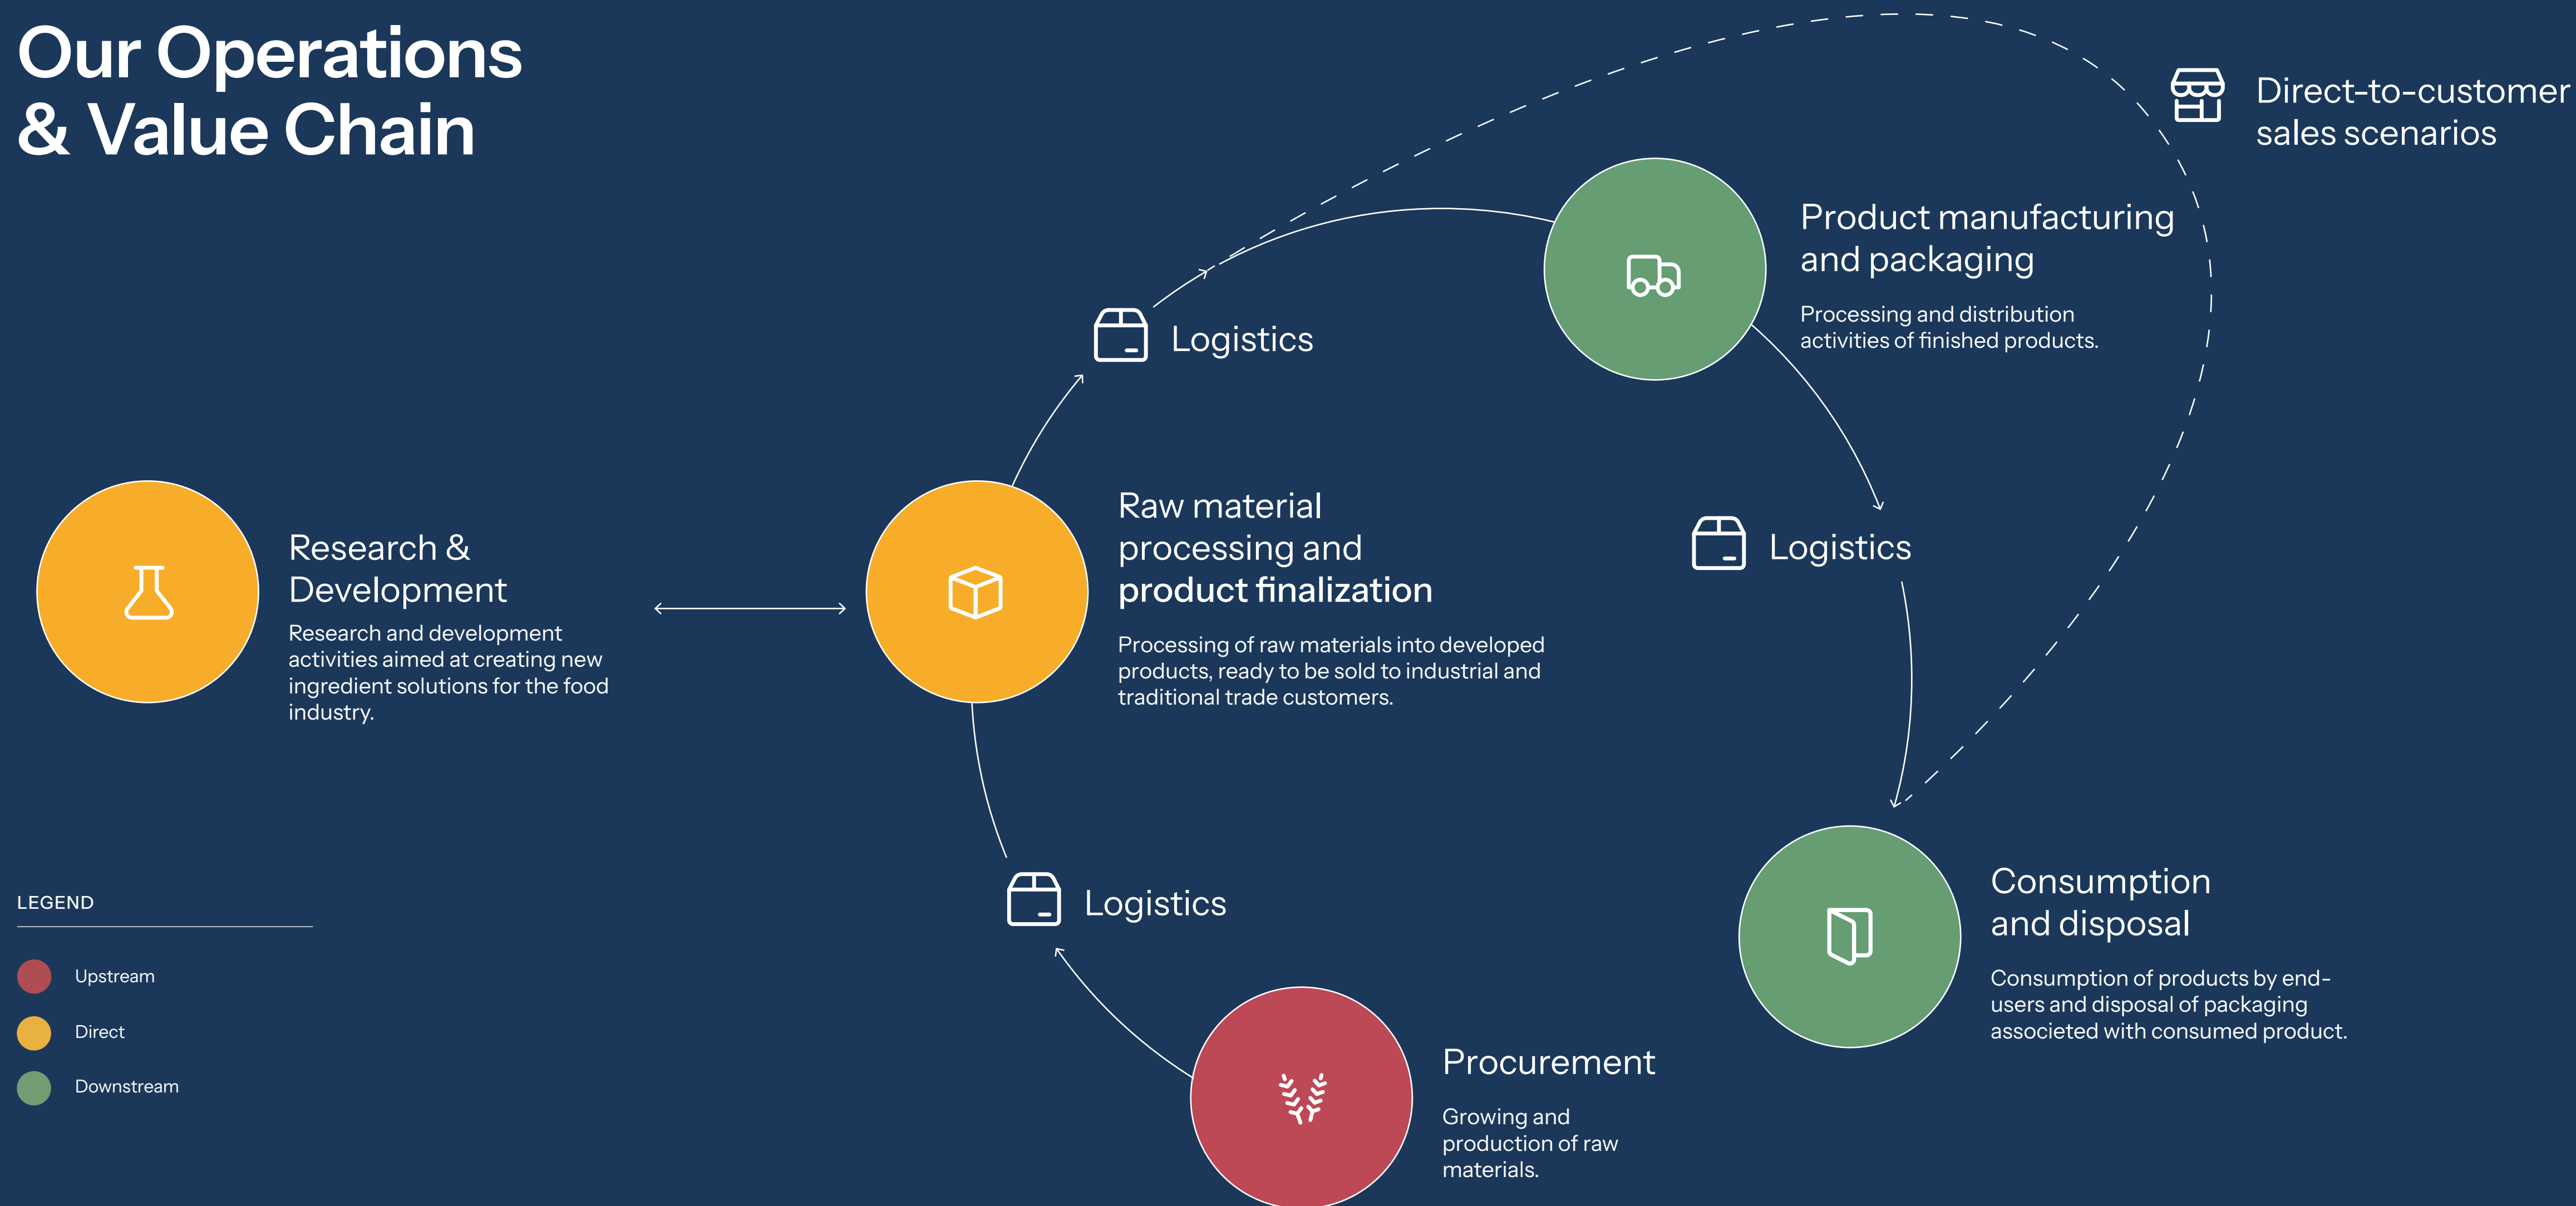 Our Operations
& Value Chain
Direct-to-customer
sales scenarios
Product manufacturing
and packaging
Processing and distribution
activities of finished products.
Logistics
Logistics
Research &
Development
Research and development
activities aimed at creating new
ingredient solutions for the food
industry.
Raw material
processing and
product finalization
Processing of raw materials into developed
products, ready to be sold to industrial and
traditional trade customers.
Logistics
Consumption
and disposal
Consumption of products by end-
users and disposal of packaging
associeted with consumed product.
Procurement
Growing and
production of raw
materials.
LEGEND
Upstream
Direct
Downstream